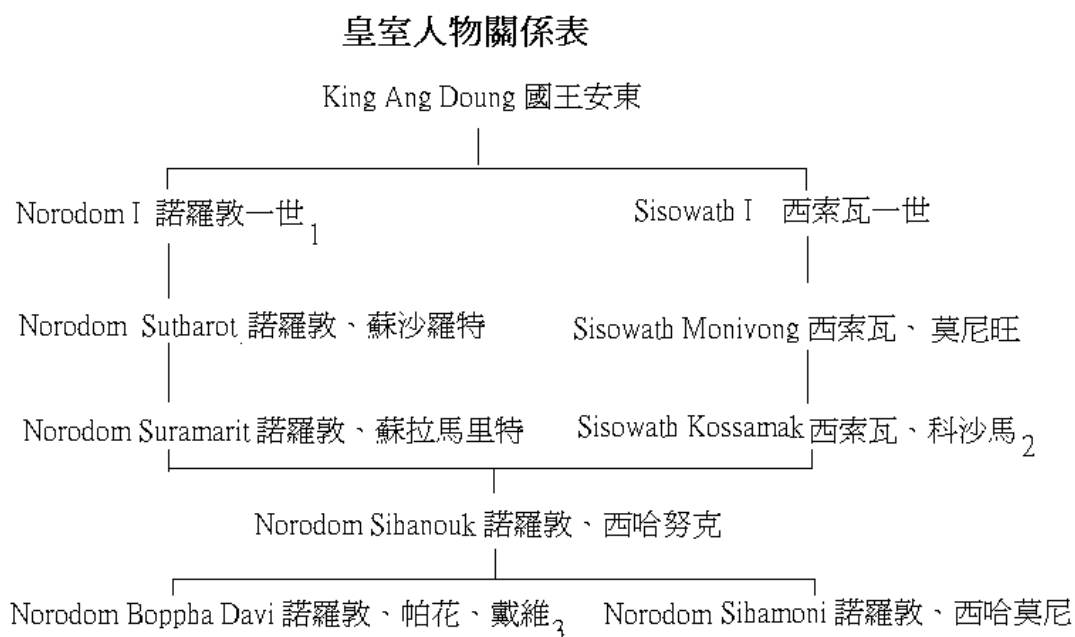 皇室人物關係表
King Ang Doung 國王安東
Norodom I 諾羅敦一世1
Sisowath I 西索瓦一世
Norodom Sutharot 諾羅敦、蘇沙羅特
Sisowath Monivong 西索瓦、莫尼旺
Norodom Suramarit 諾羅敦、蘇拉馬里特
Sisowath Kossamak 西索瓦、科沙馬2
Norodom Sihanouk 諾羅敦、西哈努克
Norodom Boppha Davi 諾羅敦、帕花、戴維3
Norodom Sihamoni 諾羅敦、西哈莫尼